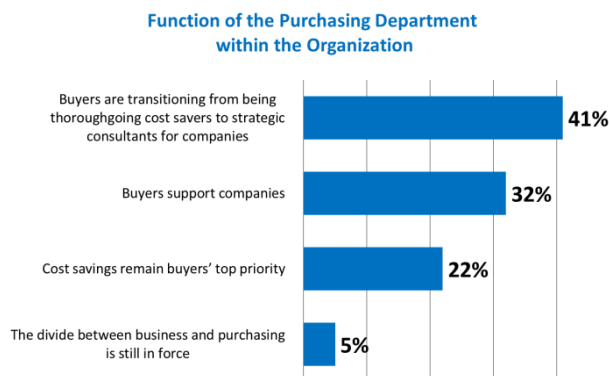 Function of the Purchasing Department
within the Organization
Buyers are transitioning from being
thoroughgoing cost savers to strategic
consultants for companies
41%
Buyers support companies
32%
Cost savings remain buyers' top priority
22%
The divide between business and purchasing
is still in force
5%